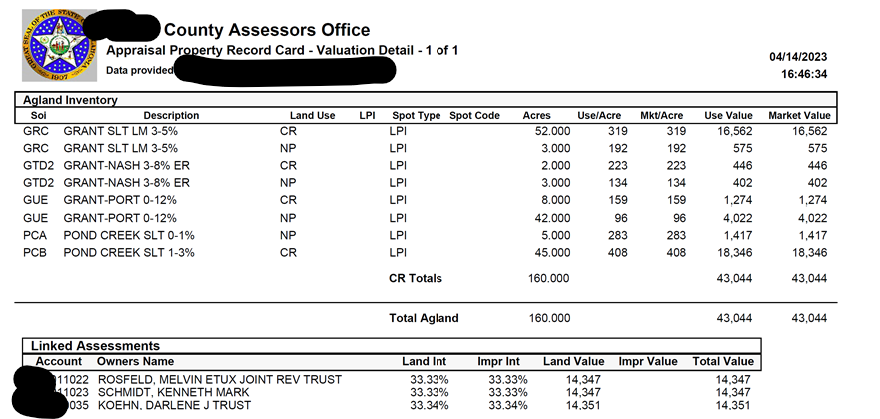 County Assessors Office
Appraisal Property Record Card - Valuation Detail - 1 of 1
Data provided
04/14/2023
16:46:34
Agland Inventory
Soi Description Land Use LPI Spot Type Spot Code Acres Use/Acre Mkt/Acre Use Value Market Value
GRC GRANT SLT LM 3-5% CR LPI 52.000 319 319 16,562 16,562
GRC GRANT SLT LM 3-5% NP LPI 3.000 192 192 575 575
GTD2 GRANT-NASH 3-8% ER CR LPI 2.000 223 223 446 446
GTD2 GRANT-NASH 3-8% ER NP LPI 3.000 134 134 402 402
GUE GRANT-PORT 0-12% CR LPI 8.000 159 159 1,274 1,274
GUE GRANT-PORT 0-12% NP LPI 42.000 96 96 4,022 4,022
PCA POND CREEK SLT 0-1% NP LPI 5.000 283 283 1,417 1,417
PCB POND CREEK SLT 1-3% CR LPI 45.000 408 408 18,346 18,346
CR Totals 160.000 43,044 43,044
Total Agland 160.000 43,044 43,044
Linked Assessments
Account Owners Name Land Int Impr Int Land Value Impr Value Total Value
11022 ROSFELD, MELVIN ETUX JOINT REV TRUST 33.33% 33.33% 14,347 14,347
11023 SCHMIDT, KENNETH MARK 33.33% 33.33% 14,347 14,347
035 KOEHN, DARLENE J TRUST 33.34% 33.34% 14,351 14,351